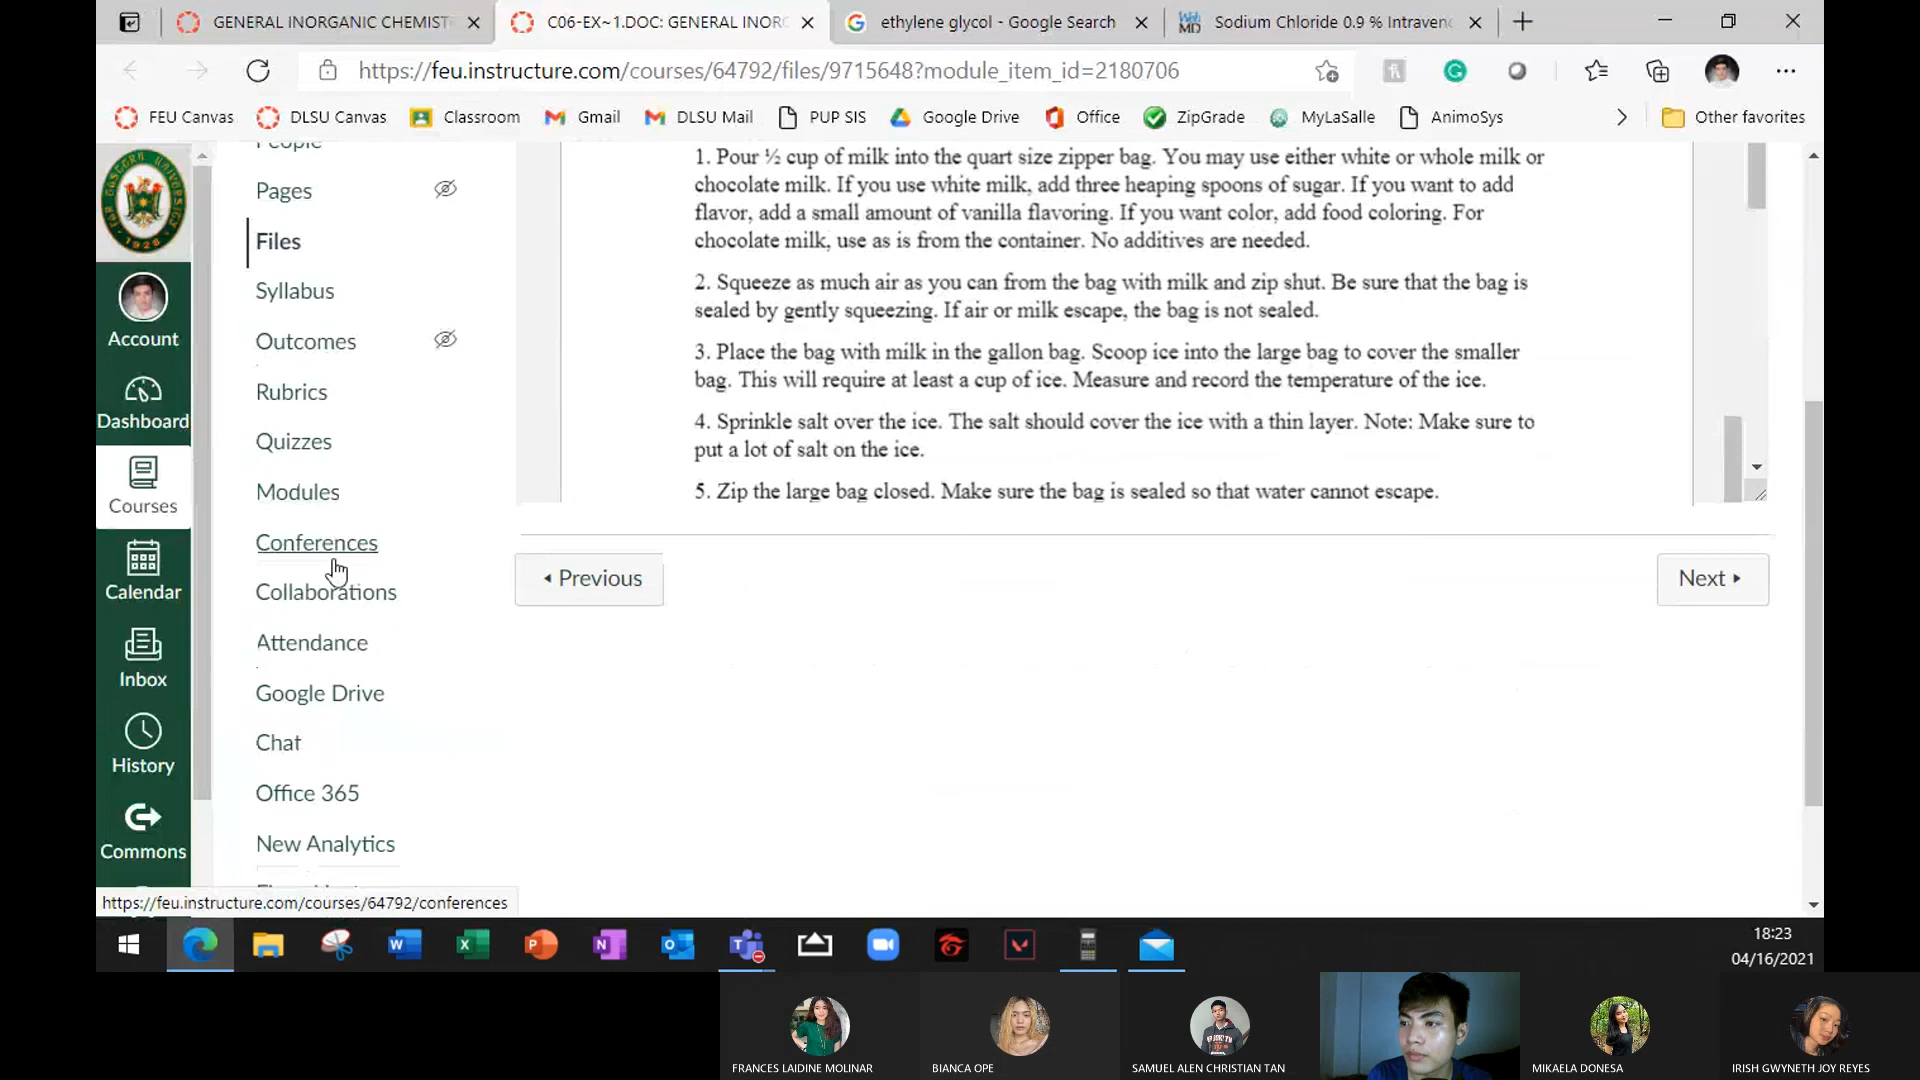 GENERAL INORGANIC CHEMIST
C06-EX~1.DOC: GENERAL INOR
ethylene glycol - Google Search
Sodium Chloride 0.9 % Intraven
https://feu.instructure.com/courses/64792/files/9715648?module_item_id=2180706
FEU Canvas
DLSU Canvas
Classroom
Gmail
DLSU Mail
PUP SIS
Google Drive
Office
ZipGrade
MyLaSalle
AnimoSys
Other favorites
Account
Dashboard
Courses
Calendar
Inbox
History
Commons
People
Pages
Files
Syllabus
Outcomes
Rubrics
Quizzes
Modules
Conferences
Collaborations
Attendance
Google Drive
Chat
Office 365
New Analytics
1. Pour ½ cup of milk into the quart size zipper bag. You may use either white or whole milk or
chocolate milk. If you use white milk, add three heaping spoons of sugar. If you want to add
flavor, add a small amount of vanilla flavoring. If you want color, add food coloring. For
chocolate milk, use as is from the container. No additives are needed.
2. Squeeze as much air as you can from the bag with milk and zip shut. Be sure that the bag is
sealed by gently squeezing. If air or milk escape, the bag is not sealed.
3. Place the bag with milk in the gallon bag. Scoop ice into the large bag to cover the smaller
bag. This will require at least a cup of ice. Measure and record the temperature of the ice.
4. Sprinkle salt over the ice. The salt should cover the ice with a thin layer. Note: Make sure to
put a lot of salt on the ice.
5. Zip the large bag closed. Make sure the bag is sealed so that water cannot escape.
Previous
Next
https://feu.instructure.com/courses/64792/conferences
18:23
04/16/2021
FRANCES LAIDINE MOLINAR
BIANCA OPE
SAMUEL ALEN CHRISTIAN TAN
MIKAELA DONESA
IRISH GWYNETH JOY REYES